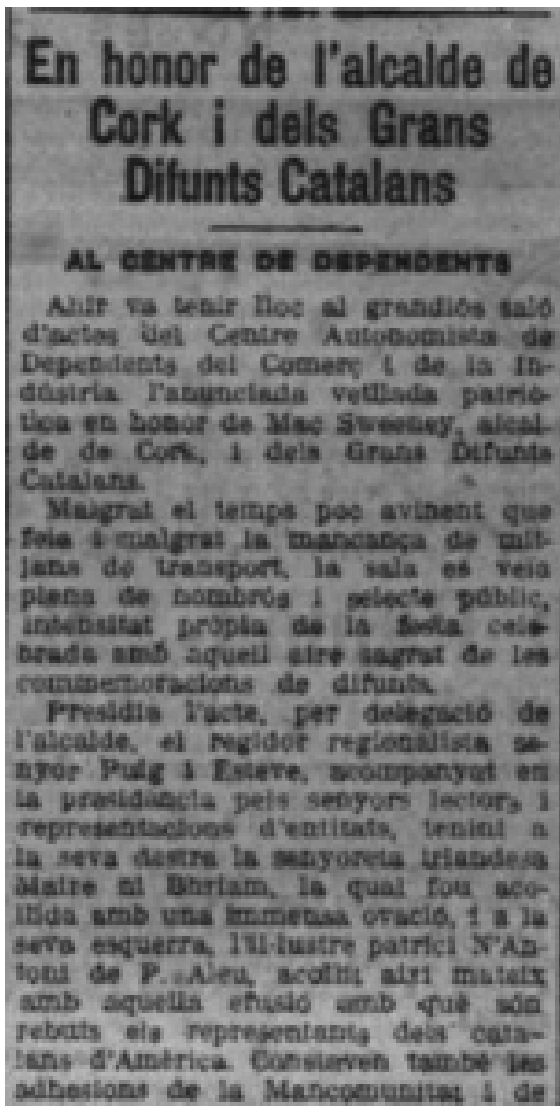 En honor de l'alcalde de
Cork i dels Grans
Difunts Catalans
AL CENTRE DE DEPENDENTS
Ahir va tenir lloc al grandiós saló
d'actes del Centre Autonomista de
Dependents del Comerç i de la In-
dústria l'anunciada vetllada patriò-
tica en honor de Mac Sweeney, alcal-
de de Cork, i dels Grans Difunts
Catalans.
Malgrat el temps poc avinent que
feia i malgrat la mancança de mit-
jans de transport, la sala es veia
plena de nombrós i selecte públic,
intensitat pròpia de la festa cele-
brada amb aquell aire sagrat de les
commemoracions de difunts.
Presidia l'acte, per delegació de
l'alcalde, el regidor regionalista se-
nyor Puig i Esteve, acompanyat en
la presidència pels senyors lectors i
representacions d'entitats, tenint a
la seva destra la senyoreta irlandesa
Maire ni Bhriam, la qual fou aco-
llida amb una immensa ovació, i a la
seva esquerra, l'il·lustre patrici N'An-
toni de P. Aleu, acollit així mateix
amb aquella efusió amb què són
rebuts els representants dels cata-
lans d'Amèrica. Constaven també les
adhesions de la Mancomunitat i de